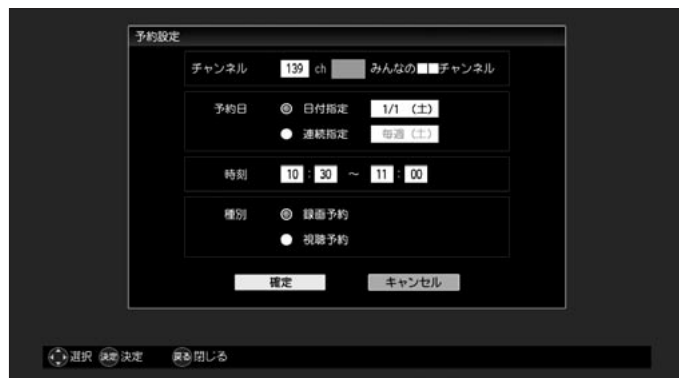 予約設定
チャンネル 139 ch みんなの■■チャンネル
予約日 日付指定 1/1 (土)
連続指定 毎週 (土)
時刻 10 : 30 ～ 11 : 00
種別 録画予約
視聴予約
確定 キャンセル
選択 決定 決定 戻る 閉じる